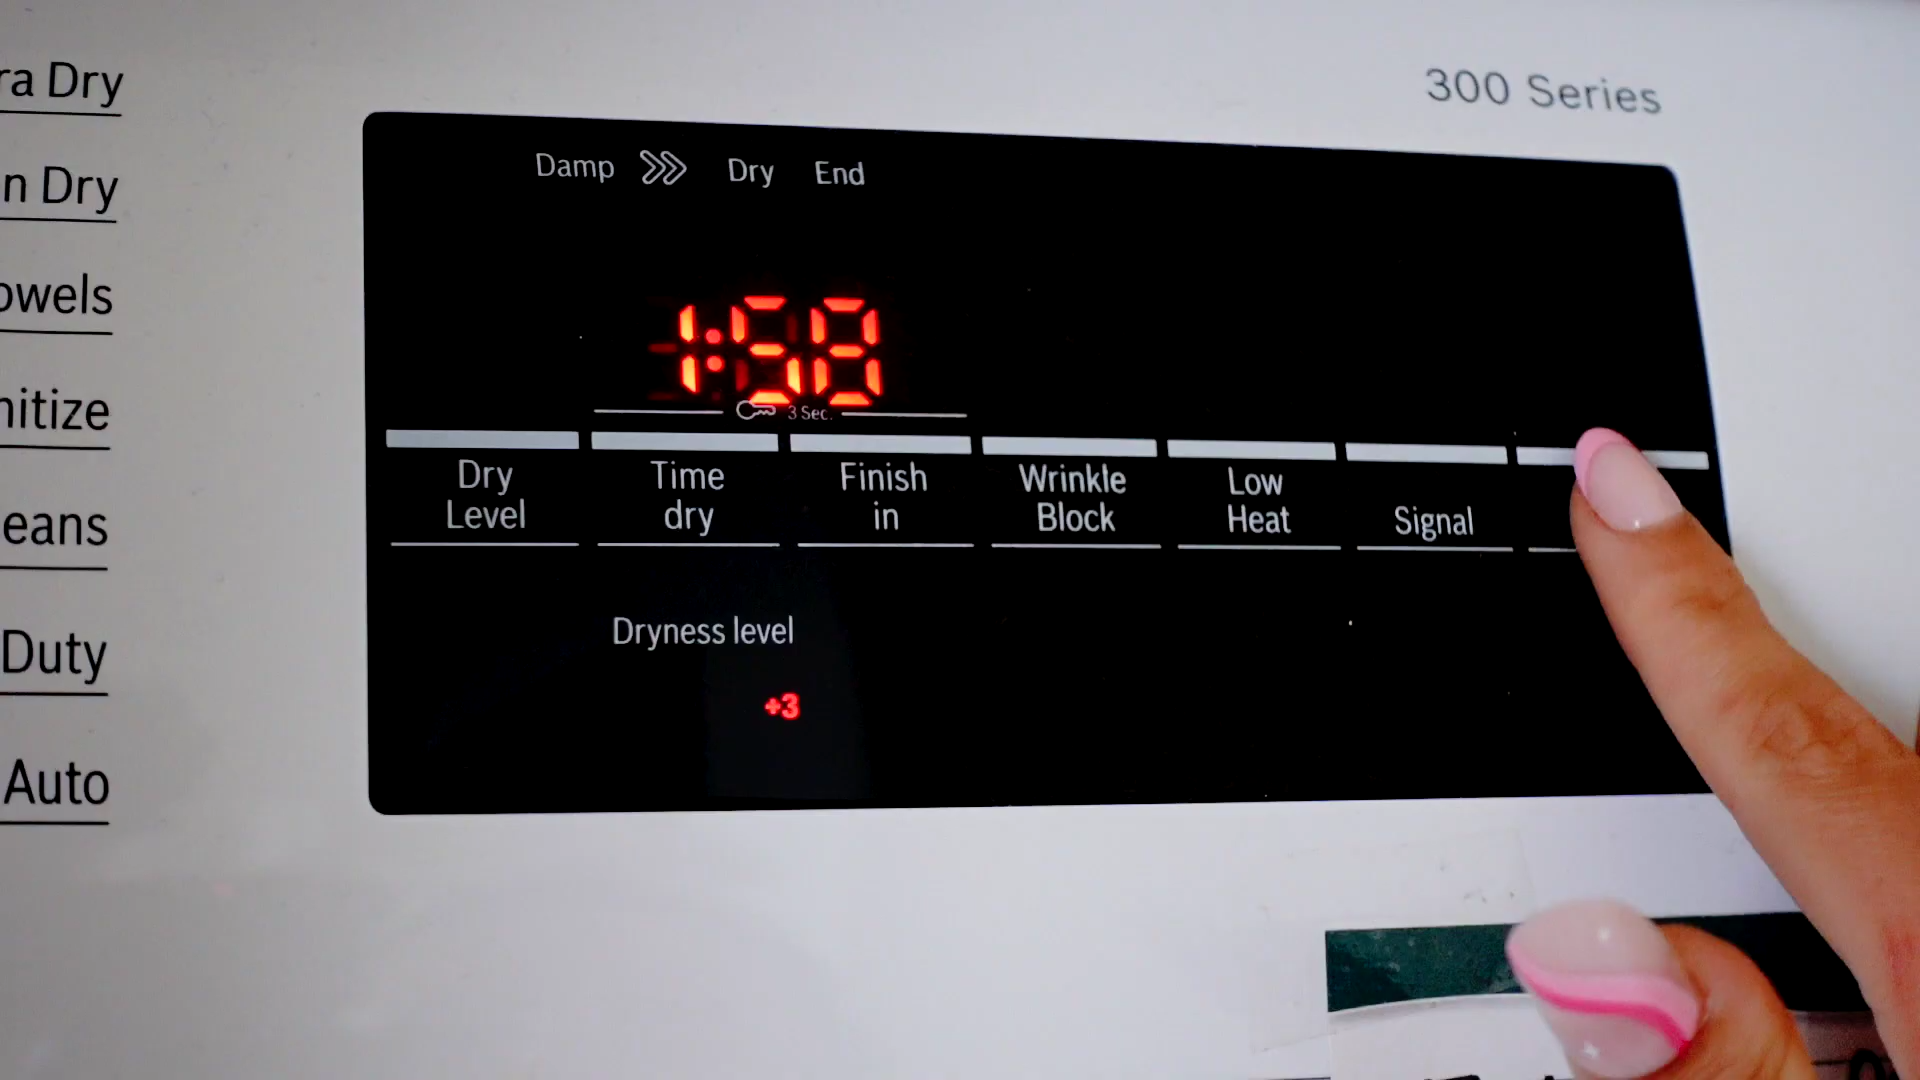 ra Dry
n Dry
owels
nitize
eans
Duty
Auto
300 Series
Damp Dry End
1:58
3 Sec.
Dry Level
Time dry
Finish in
Wrinkle Block
Low Heat
Signal
Dryness level
+3